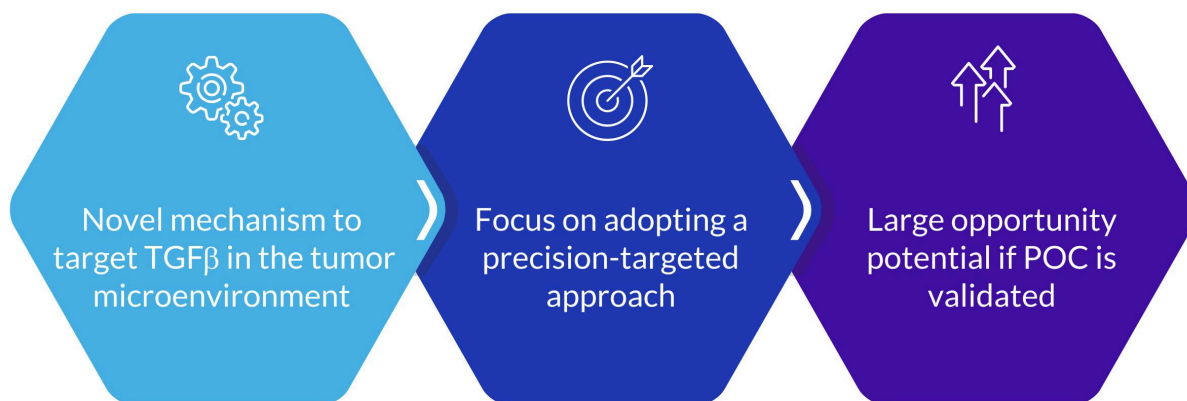 Novel mechanism to
target TGFβ in the tumor
microenvironment
Focus on adopting a
precision-targeted
approach
Large opportunity
potential if POC is
validated